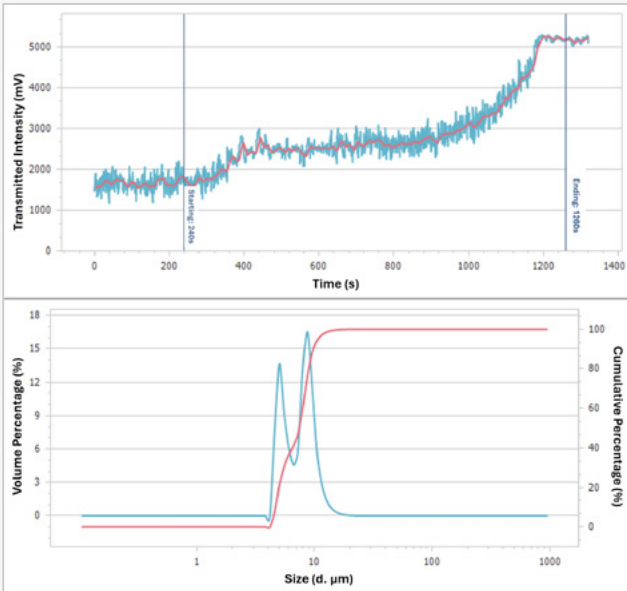 Transmitted Intensity (mV)
5000
4000
3000
2000
1000
0
Starting: 240s
Ending: 1260s
0 200 400 600 800 1000 1200 1400
Time (s)
Volume Percentage (%)
18
15
12
9
6
3
0
100
80
60
40
20
0
Cumulative Percentage (%)
1 10 100 1000
Size (d. μm)